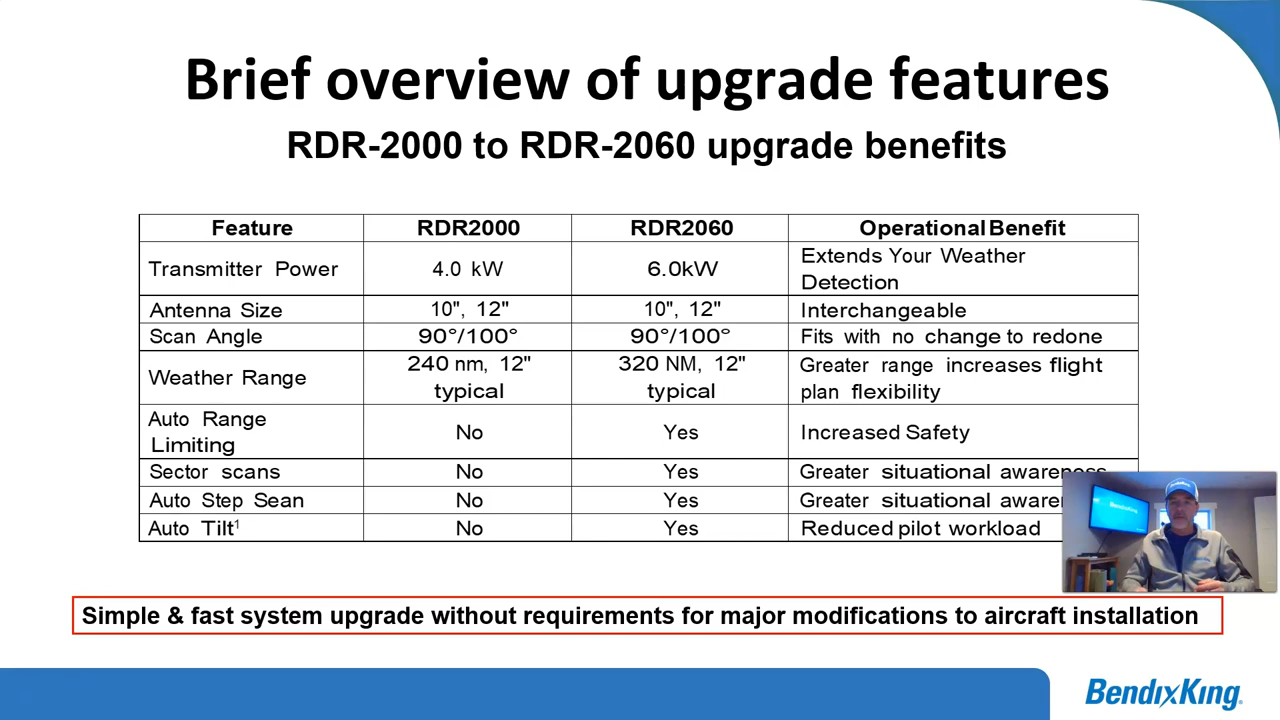 Brief overview of upgrade features
RDR-2000 to RDR-2060 upgrade benefits
Feature RDR2000 RDR2060 Operational Benefit
Transmitter Power 4.0 kW 6.0kW Extends Your Weather
Detection
Antenna Size 10", 12" 10", 12" Interchangeable
Scan Angle 90°/100° 90°/100° Fits with no change to redone
Weather Range 240 nm, 12" typical 320 NM, 12" typical Greater range increases flight
plan flexibility
Auto Range
Limiting No Yes Increased Safety
Sector scans No Yes Greater situational awareness
Auto Step Sean No Yes Greater situational
Auto Tilt¹ No Yes Reduced pilot workload
BendixKing
Simple & fast system upgrade without requirements for major modifications to aircraft installation
BendixKing